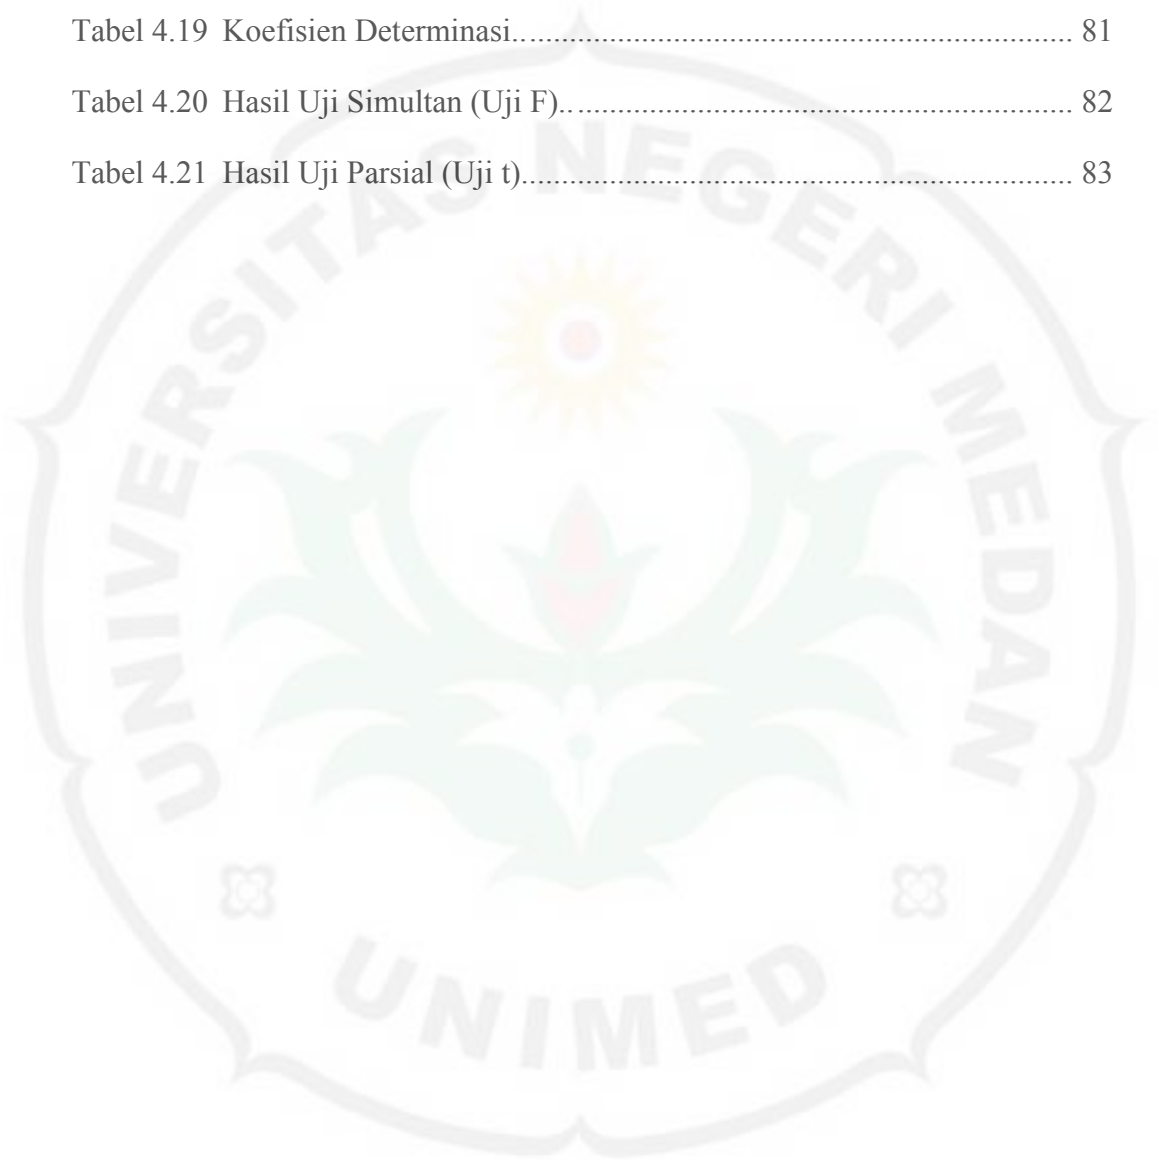 Tabel 4.19 Koefisien Determinasi........................................................................ 81
Tabel 4.20 Hasil Uji Simultan (Uji F)................................................................. 82
Tabel 4.21 Hasil Uji Parsial (Uji t)...................................................................... 83
UNIVERSITAS NEGERI MEDAN
UNIMED